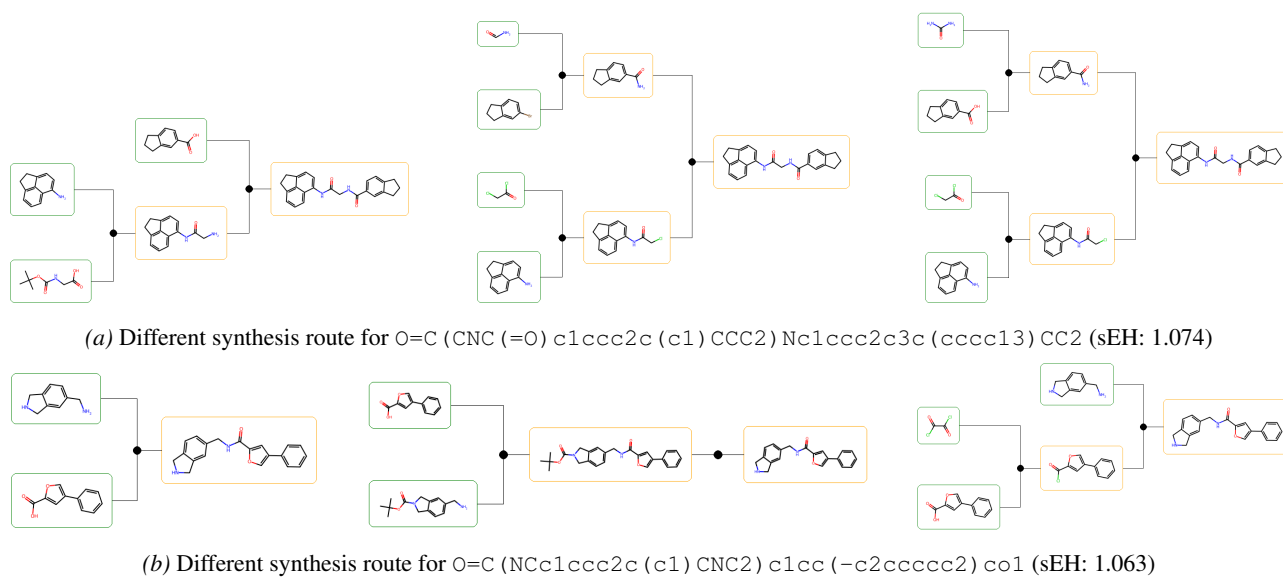 (a) Different synthesis route for O=C(CNC(=O)c1ccc2c(c1)CCC2)Nc1ccc2c3c(cccc13)CC2 (sEH: 1.074)
(b) Different synthesis route for O=C(NCc1ccc2c(c1)CNC2)c1cc(-c2ccccc2)co1 (sEH: 1.063)